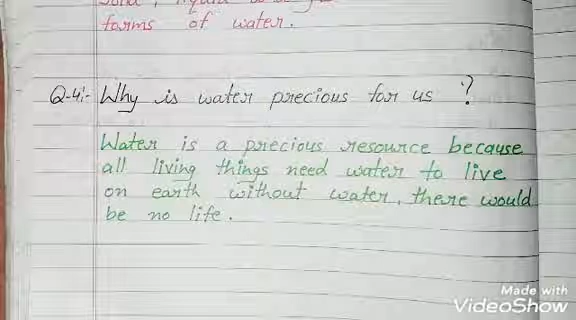 forms of water.
Q-4:- Why is water precious for us ?
Water is a precious resource because
all living things need water to live
on earth without water, there would
be no life.
Made with
VideoShow